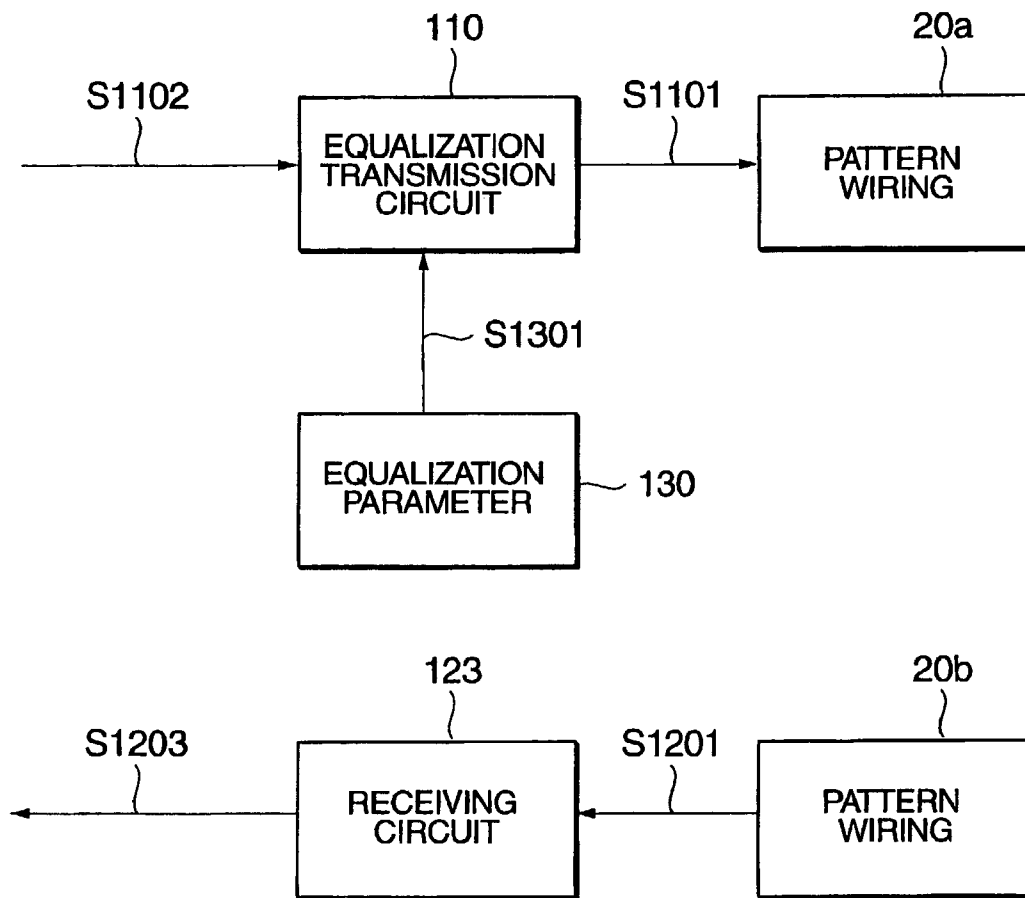 110
20a
S1102
S1101
EQUALIZATION
TRANSMISSION
CIRCUIT
PATTERN
WIRING
S1301
EQUALIZATION
PARAMETER
130
123
20b
S1203
S1201
RECEIVING
CIRCUIT
PATTERN
WIRING